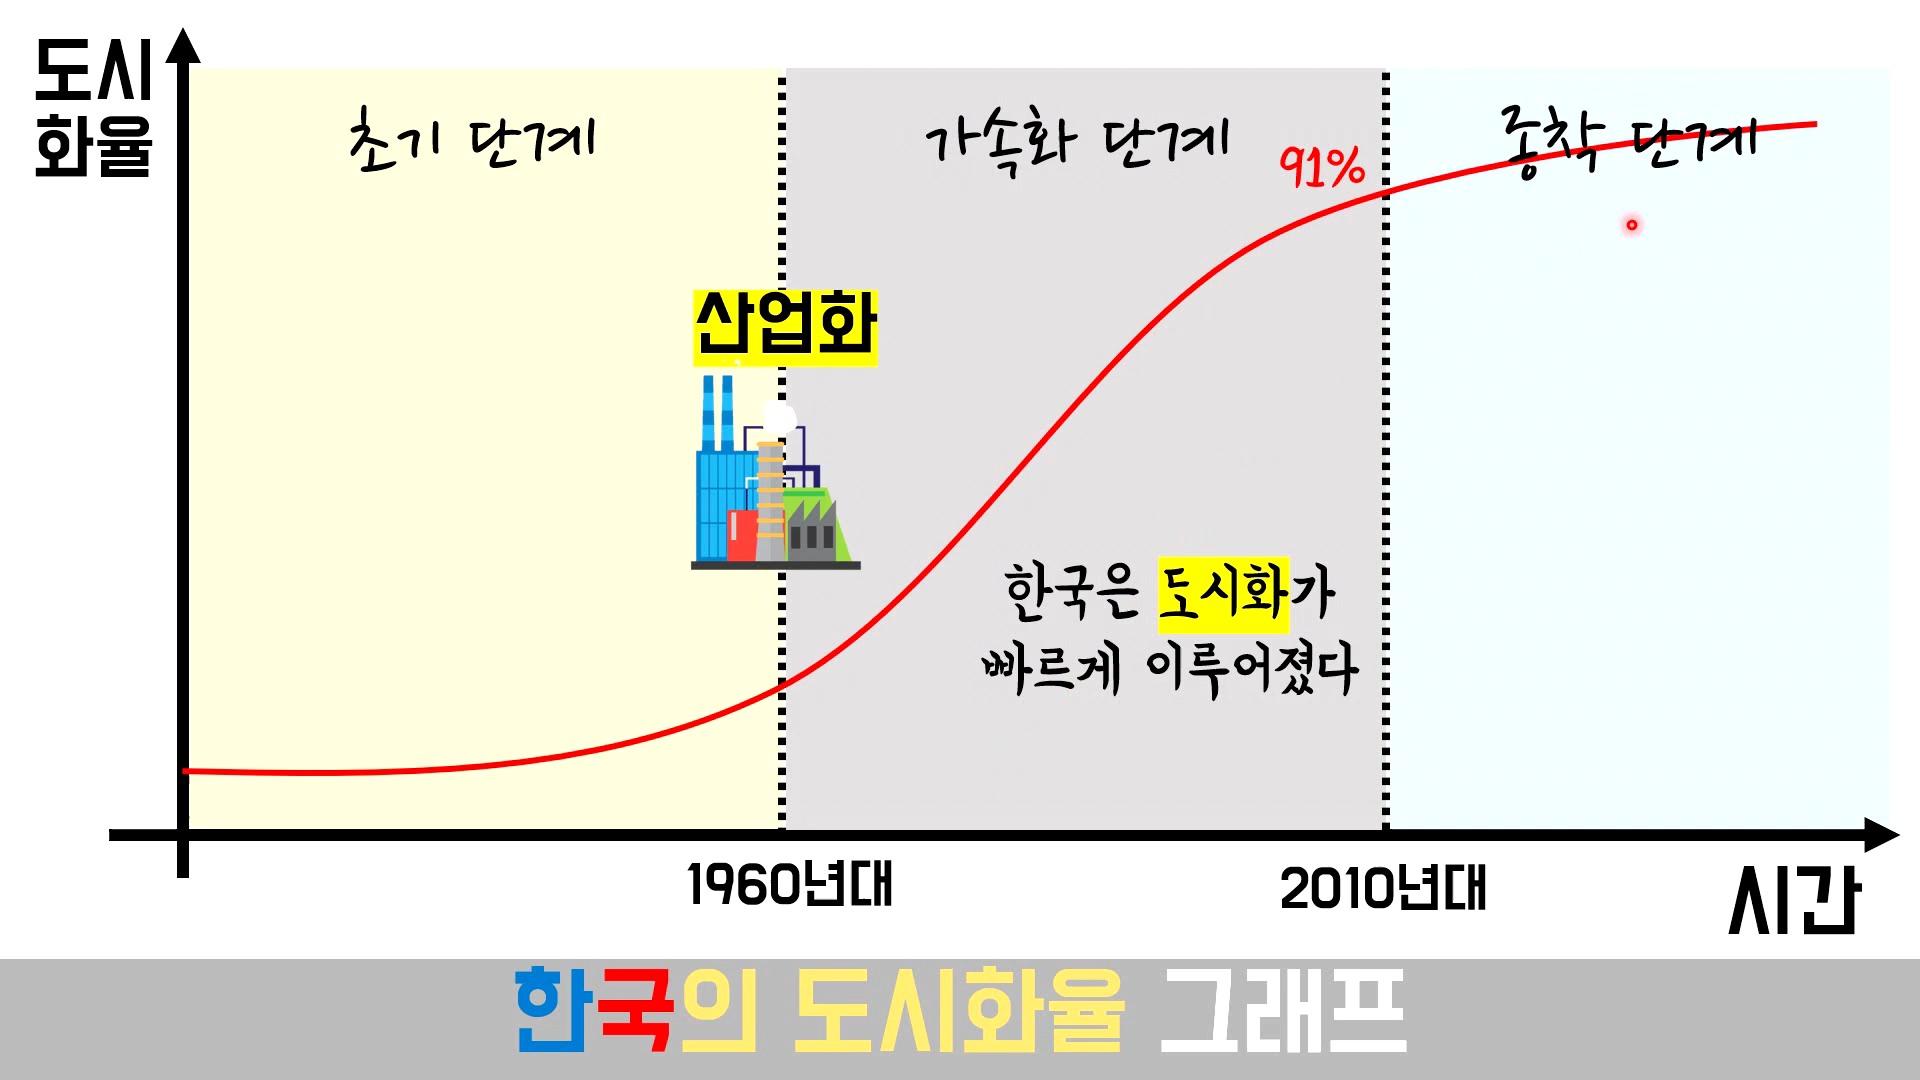 도시
화율
초기 단계
가속화 단계
종착 단계
91%
산업화
한국은 도시화가
빠르게 이루어졌다
1960년대
2010년대
시간
한국의 도시화율 그래프